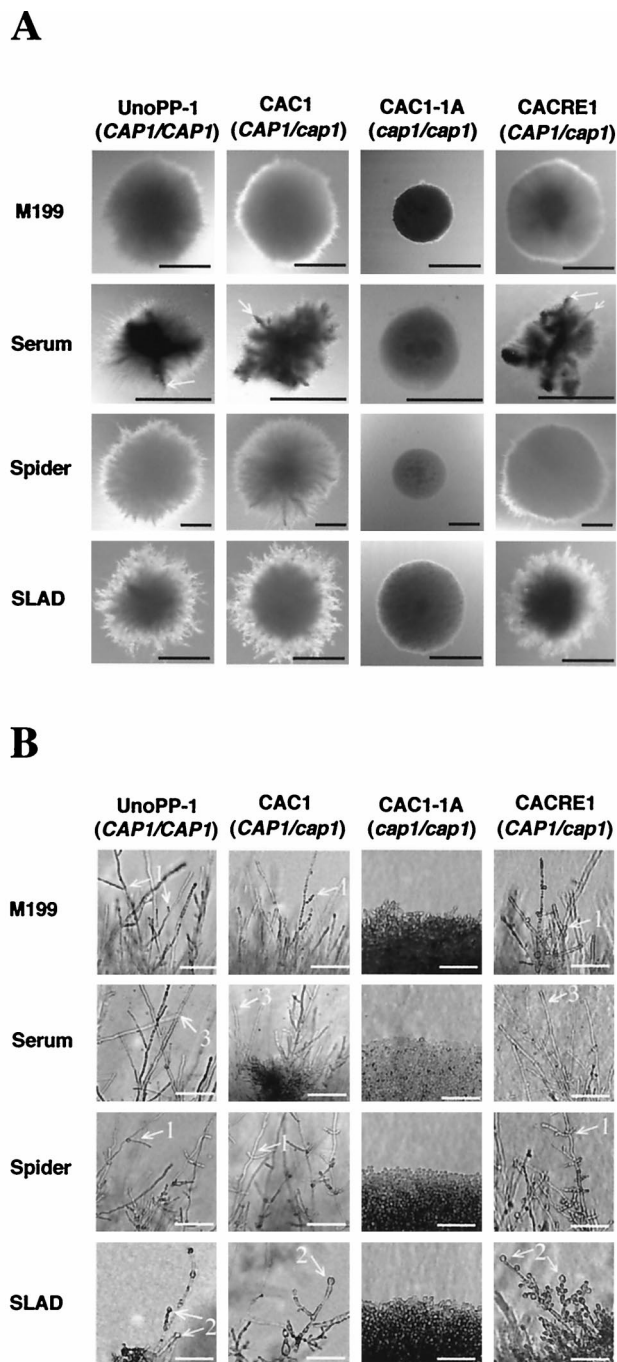 A
UnoPP-1 CAC1 CAC1-1A CACRE1
(CAP1/CAP1) (CAP1/cap1) (cap1/cap1) (CAP1/cap1)
M199
Serum
Spider
SLAD
B
UnoPP-1 CAC1 CAC1-1A CACRE1
(CAP1/CAP1) (CAP1/cap1) (cap1/cap1) (CAP1/cap1)
M199 1 1 1
Serum 3 3 3
Spider 1 1 1
SLAD 2 2 2